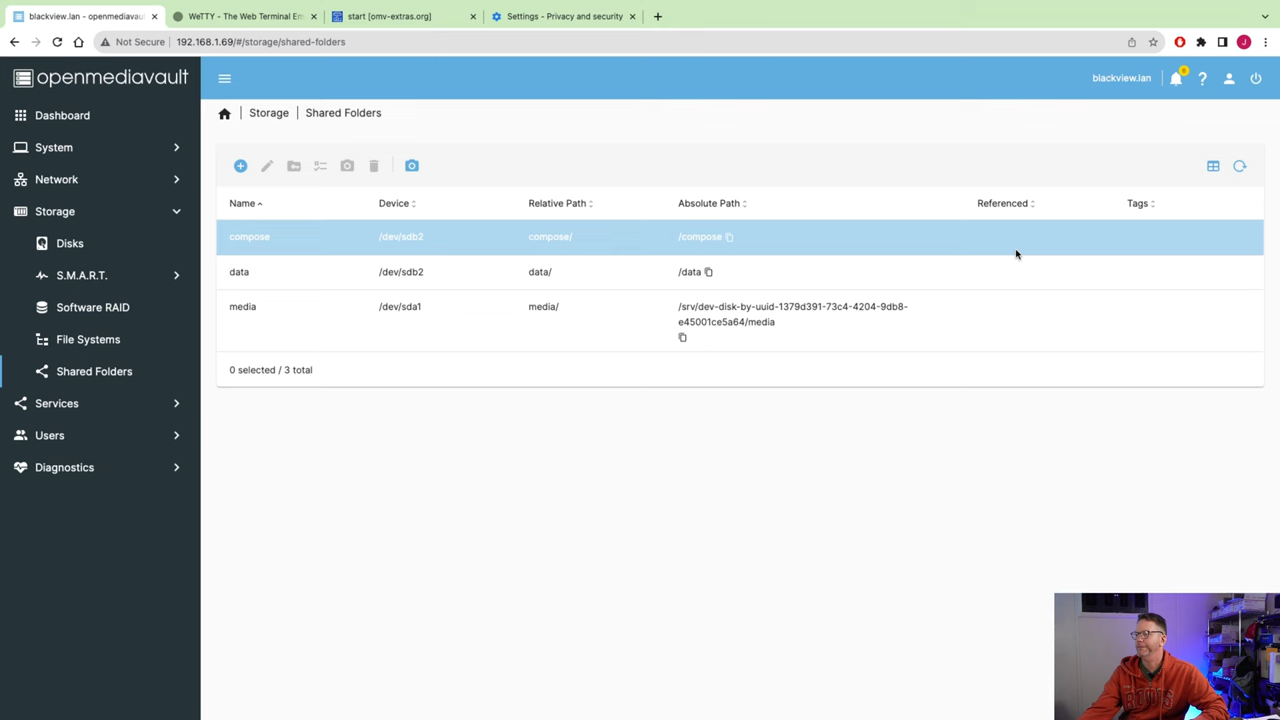 blackview.lan - openmediavau
WeTTY - The Web Terminal Em
start [omv-extras.org]
Settings - Privacy and security
Not Secure
192.168.1.69/#/storage/shared-folders
J
openmediavault
blackview.lan
Dashboard
System
Network
Storage
Disks
S.M.A.R.T.
Software RAID
File Systems
Shared Folders
Services
Users
Diagnostics
Storage | Shared Folders
Name Device Relative Path Absolute Path Referenced Tags
compose /dev/sdb2 compose/ /compose
data /dev/sdb2 data/ /data
media /dev/sda1 media/ /srv/dev-disk-by-uuid-1379d391-73c4-4204-9db8-
e45001ce5a64/media
0 selected / 3 total